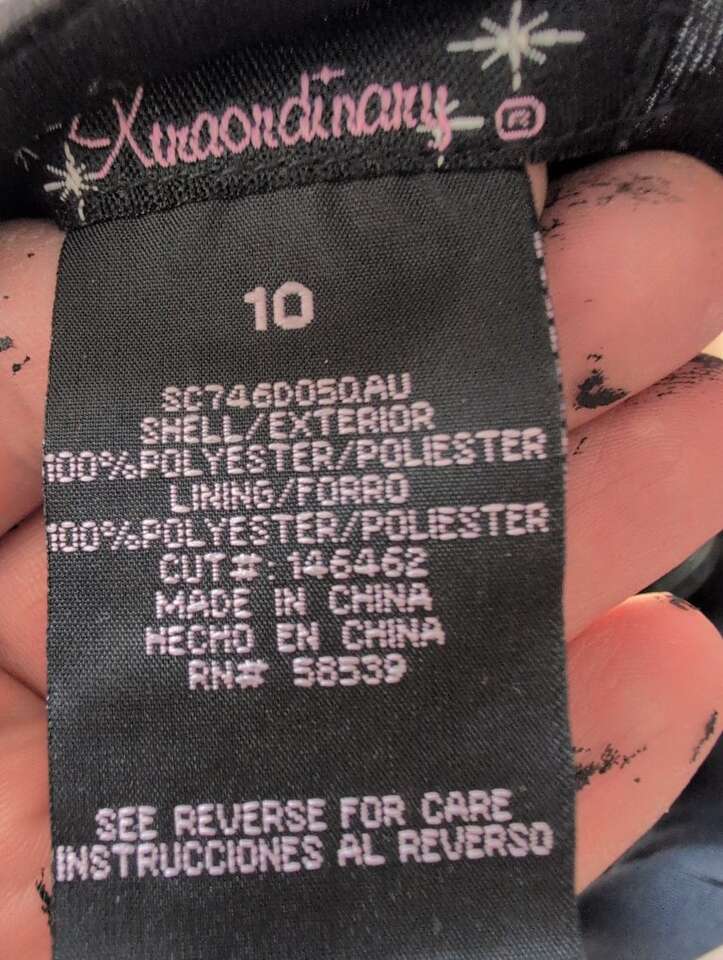 Xtraordinary ®
10
SC746D05QAU
SHELL/EXTERIOR
100%POLYESTER/POLIESTER
LINING/FORRO
100%POLYESTER/POLIESTER
CUT#: 146462
MADE IN CHINA
HECHO EN CHINA
RN# 58539
SEE REVERSE FOR CARE
INSTRUCCIONES AL REVERSO